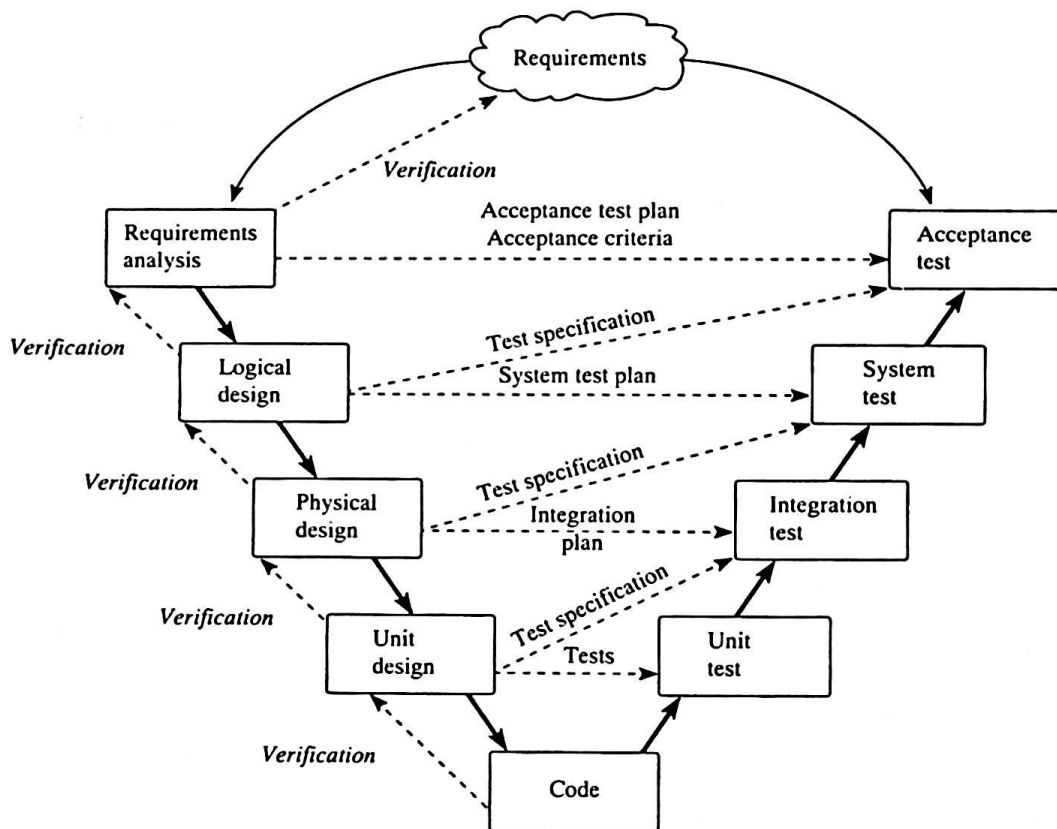 Requirements
Verification
Acceptance test plan
Acceptance criteria
Requirements
analysis
Acceptance
test
Verification
Test specification
System test plan
Logical
design
System
test
Verification
Test specification
Integration
plan
Physical
design
Integration
test
Verification
Test specification
Tests
Unit
design
Unit
test
Verification
Code